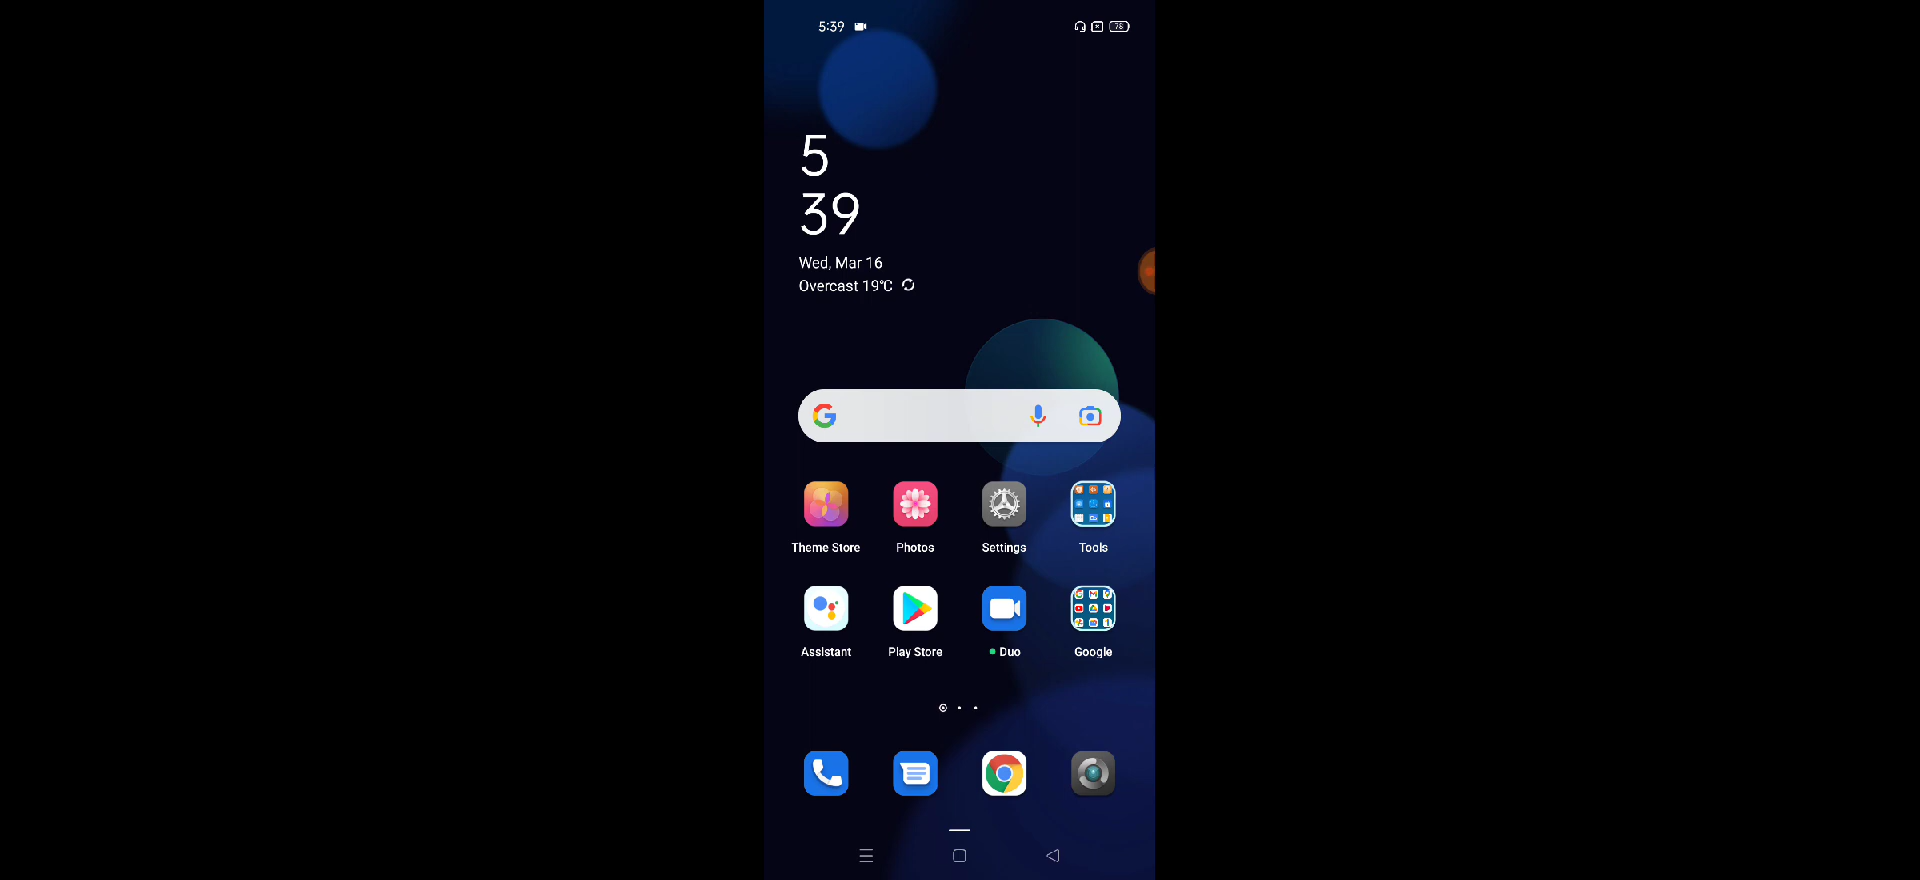 5:39
78
5
39
Wed, Mar 16
Overcast 19°C
Theme Store
Photos
Settings
Tools
Assistant
Play Store
Duo
Google